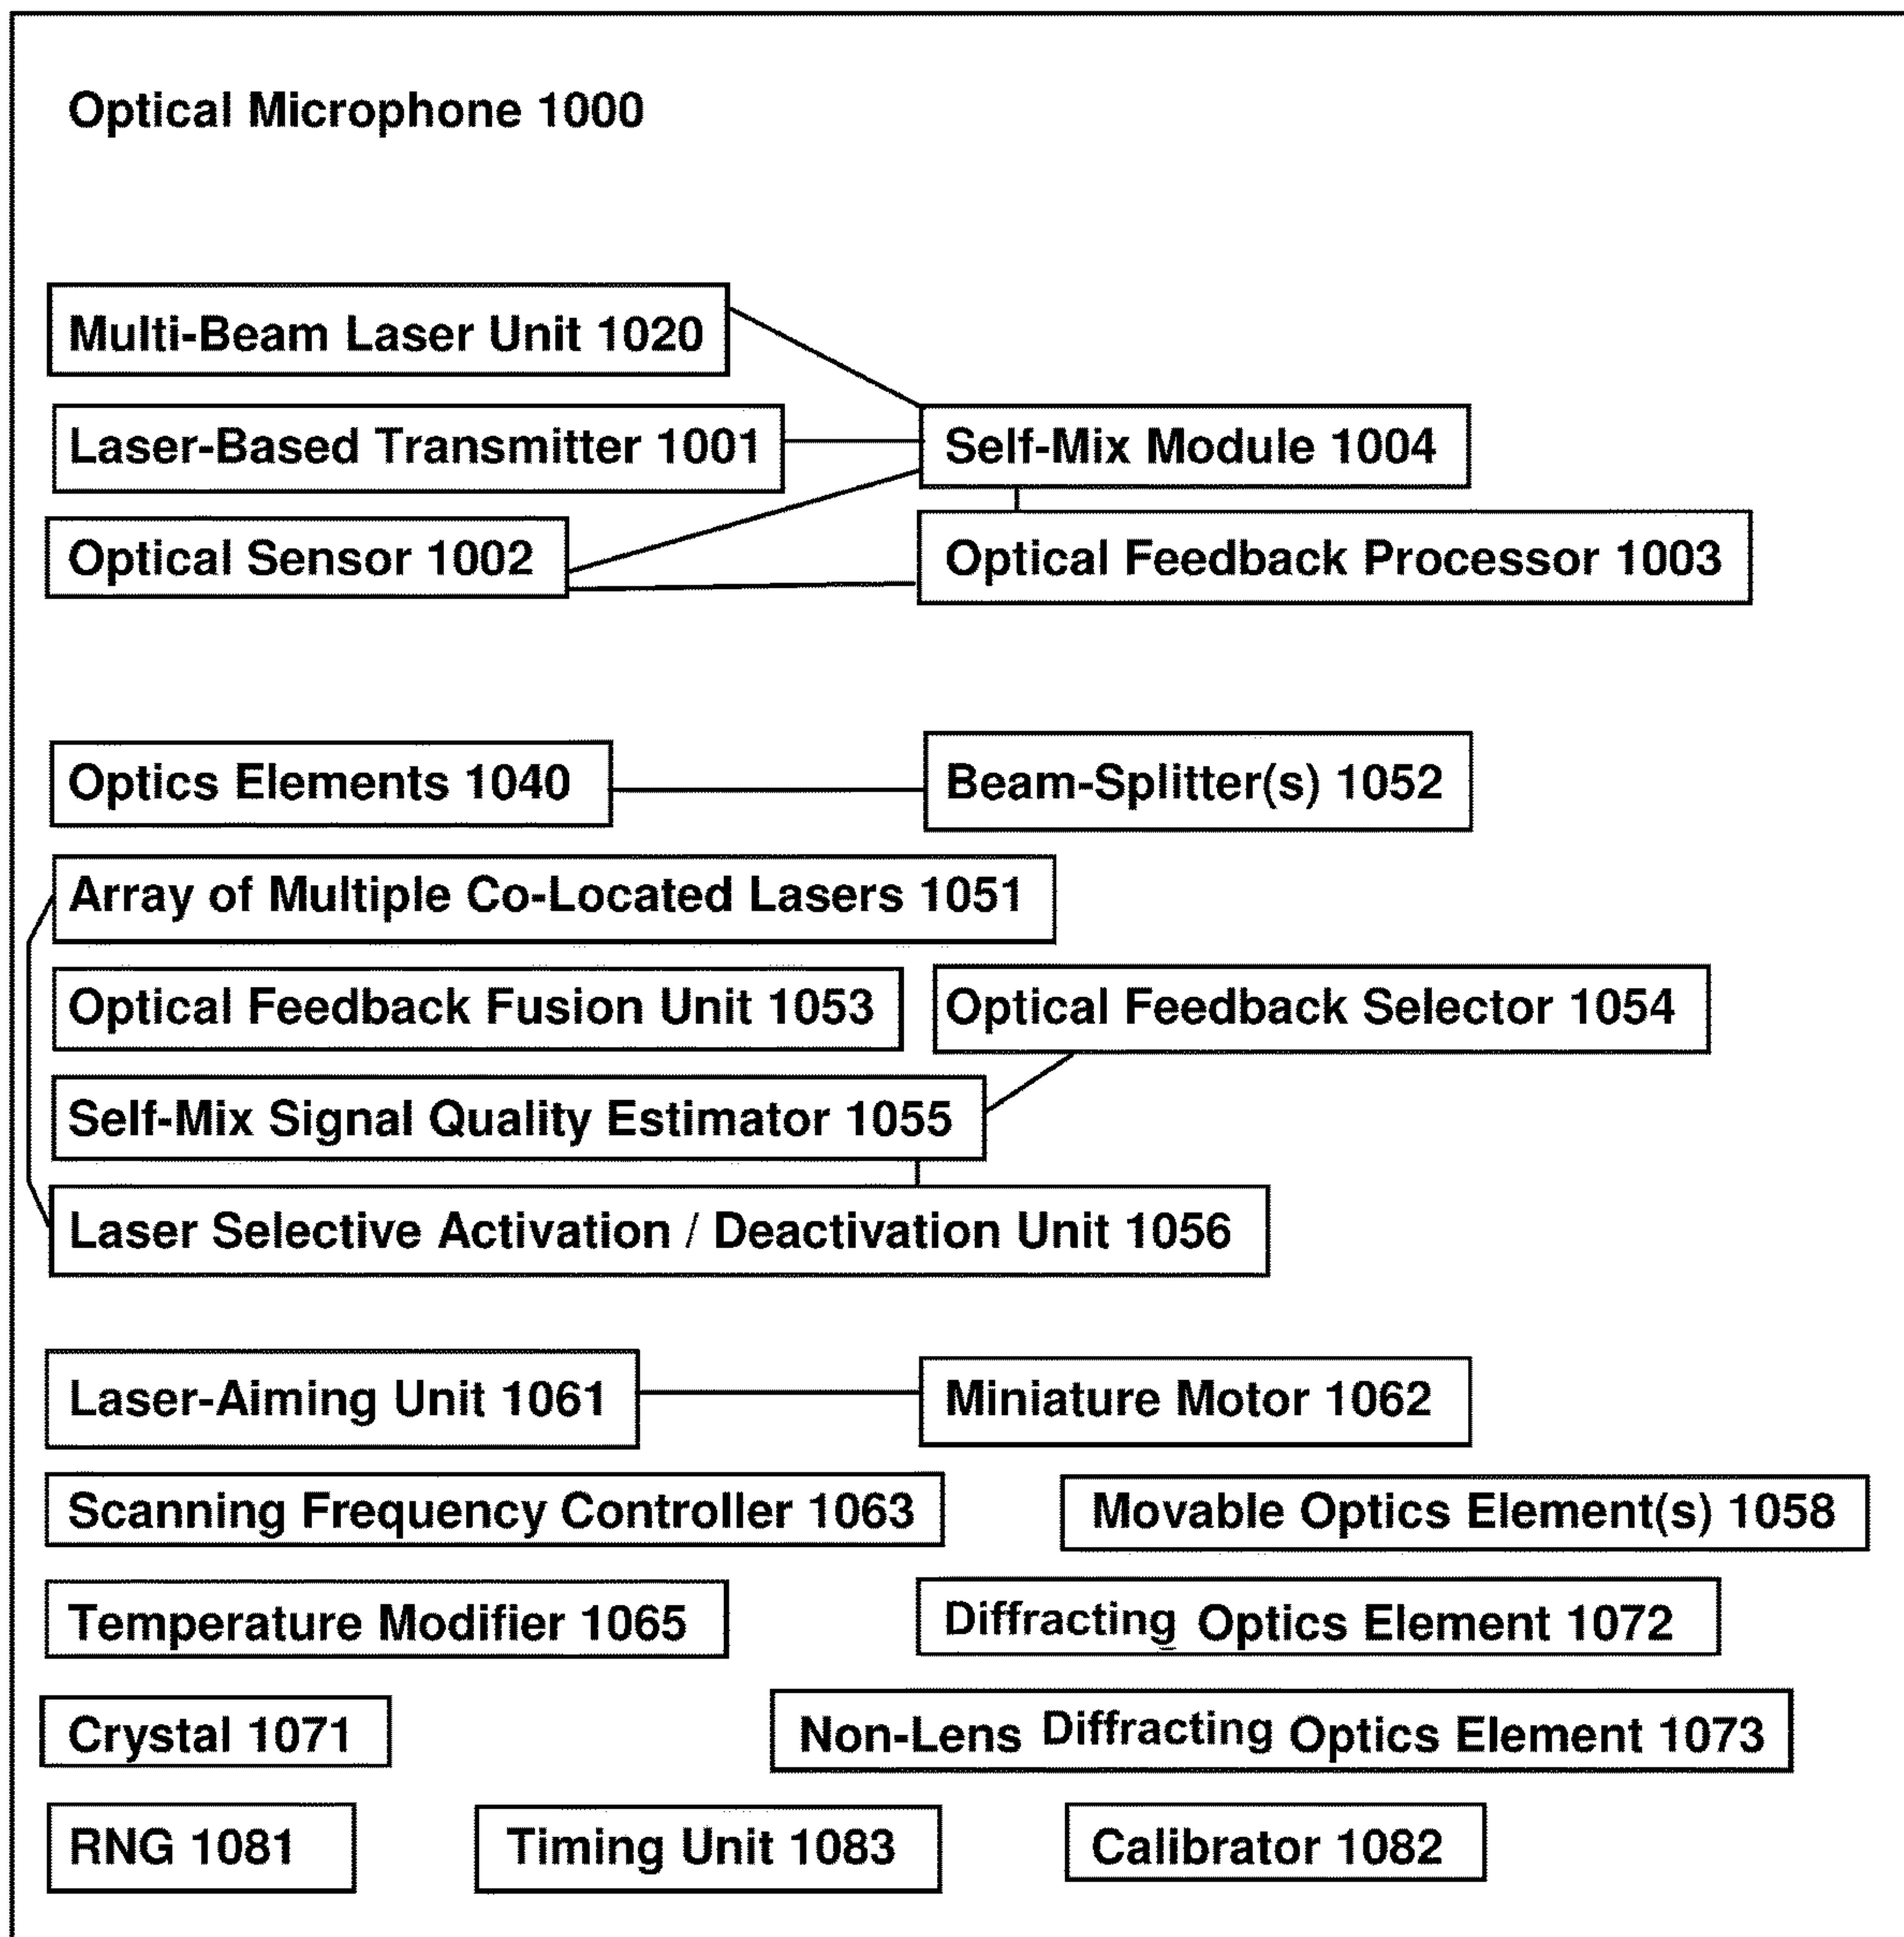 Optical Microphone 1000
Multi-Beam Laser Unit 1020
Laser-Based Transmitter 1001
Self-Mix Module 1004
Optical Sensor 1002
Optical Feedback Processor 1003
Optics Elements 1040
Beam-Splitter(s) 1052
Array of Multiple Co-Located Lasers 1051
Optical Feedback Fusion Unit 1053
Optical Feedback Selector 1054
Self-Mix Signal Quality Estimator 1055
Laser Selective Activation / Deactivation Unit 1056
Laser-Aiming Unit 1061
Miniature Motor 1062
Scanning Frequency Controller 1063
Movable Optics Element(s) 1058
Temperature Modifier 1065
Diffracting Optics Element 1072
Crystal 1071
Non-Lens Diffracting Optics Element 1073
RNG 1081
Timing Unit 1083
Calibrator 1082